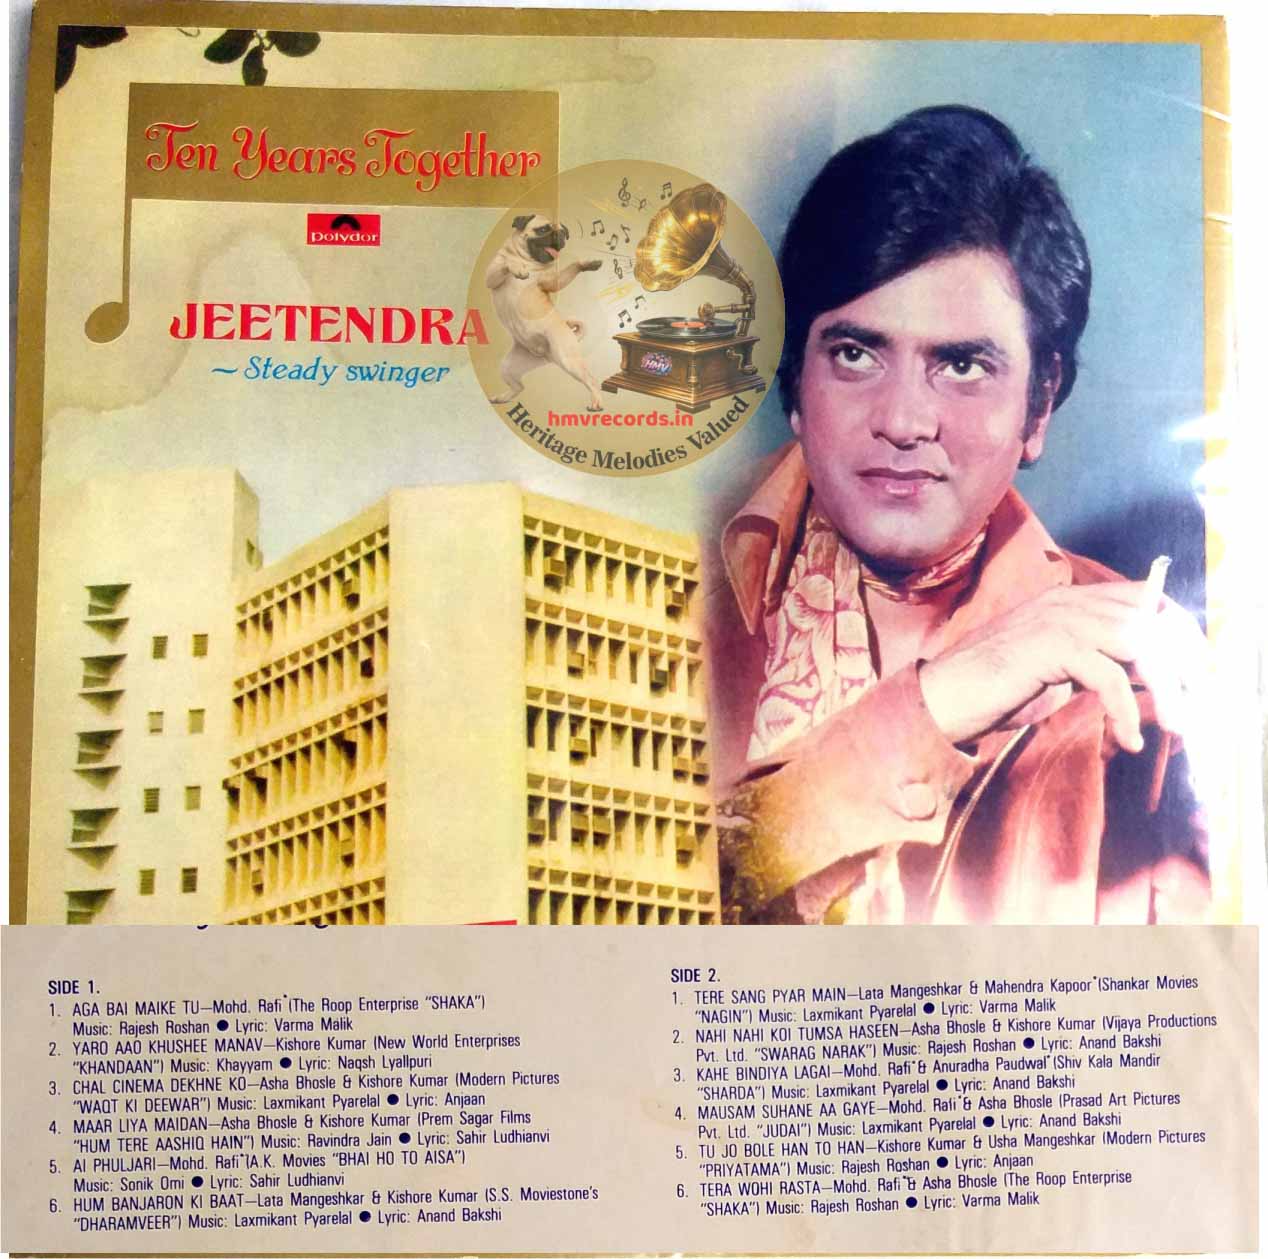 Ten Years Together
polydor
JEETENDRA
~Steady swinger
HMV
hmvrecords.in
Heritage Melodies Valued
SIDE 1.
1. AGA BAI MAIKE TU—Mohd. Rafi* (The Roop Enterprise "SHAKA")
Music: Rajesh Roshan ● Lyric: Varma Malik
2. YARO AAO KHUSHEE MANAV—Kishore Kumar (New World Enterprises
"KHANDAAN") Music: Khayyam ● Lyric: Naqsh Lyallpuri
3. CHAL CINEMA DEKHNE KO—Asha Bhosle & Kishore Kumar (Modern Pictures
"WAQT KI DEEWAR") Music: Laxmikant Pyarelal ● Lyric: Anjaan
4. MAAR LIYA MAIDAN—Asha Bhosle & Kishore Kumar (Prem Sagar Films
"HUM TERE AASHIQ HAIN") Music: Ravindra Jain ● Lyric: Sahir Ludhianvi
5. AI PHULJARI—Mohd. Rafi* (A.K. Movies "BHAI HO TO AISA")
Music: Sonik Omi ● Lyric: Sahir Ludhianvi
6. HUM BANJARON KI BAAT—Lata Mangeshkar & Kishore Kumar (S.S. Moviestone's
"DHARAMVEER") Music: Laxmikant Pyarelal ● Lyric: Anand Bakshi
SIDE 2.
1. TERE SANG PYAR MAIN—Lata Mangeshkar & Mahendra Kapoor* (Shankar Movies
"NAGIN") Music: Laxmikant Pyarelal ● Lyric: Varma Malik
2. NAHI NAHI KOI TUMSA HASEEN—Asha Bhosle & Kishore Kumar (Vijaya Productions
Pvt. Ltd. "SWARAG NARAK") Music: Rajesh Roshan ● Lyric: Anand Bakshi
3. KAHE BINDIYA LAGAI—Mohd. Rafi* & Anuradha Paudwal* (Shiv Kala Mandir
"SHARDA") Music: Laxmikant Pyarelal ● Lyric: Anand Bakshi
4. MAUSAM SUHANE AA GAYE—Mohd. Rafi* & Asha Bhosle (Prasad Art Pictures
Pvt. Ltd. "JUDAI") Music: Laxmikant Pyarelal ● Lyric: Anand Bakshi
5. TU JO BOLE HAN TO HAN—Kishore Kumar & Usha Mangeshkar (Modern Pictures
"PRIYATAMA") Music: Rajesh Roshan ● Lyric: Anjaan
6. TERA WOHI RASTA—Mohd. Rafi* & Asha Bhosle (The Roop Enterprise
"SHAKA") Music: Rajesh Roshan ● Lyric: Varma Malik